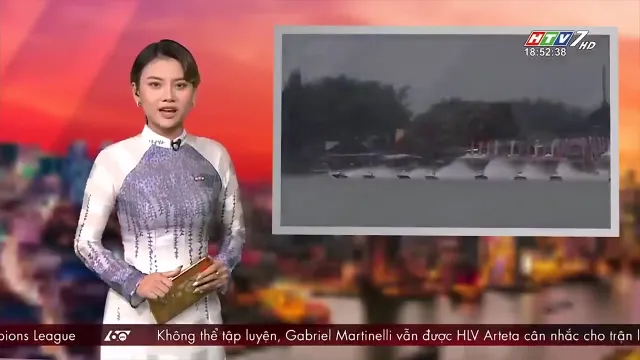 HTV7 HD
18:52:38
pions League 60 Không thể tập luyện, Gabriel Martinelli vẫn được HLV Arteta cân nhắc cho trận